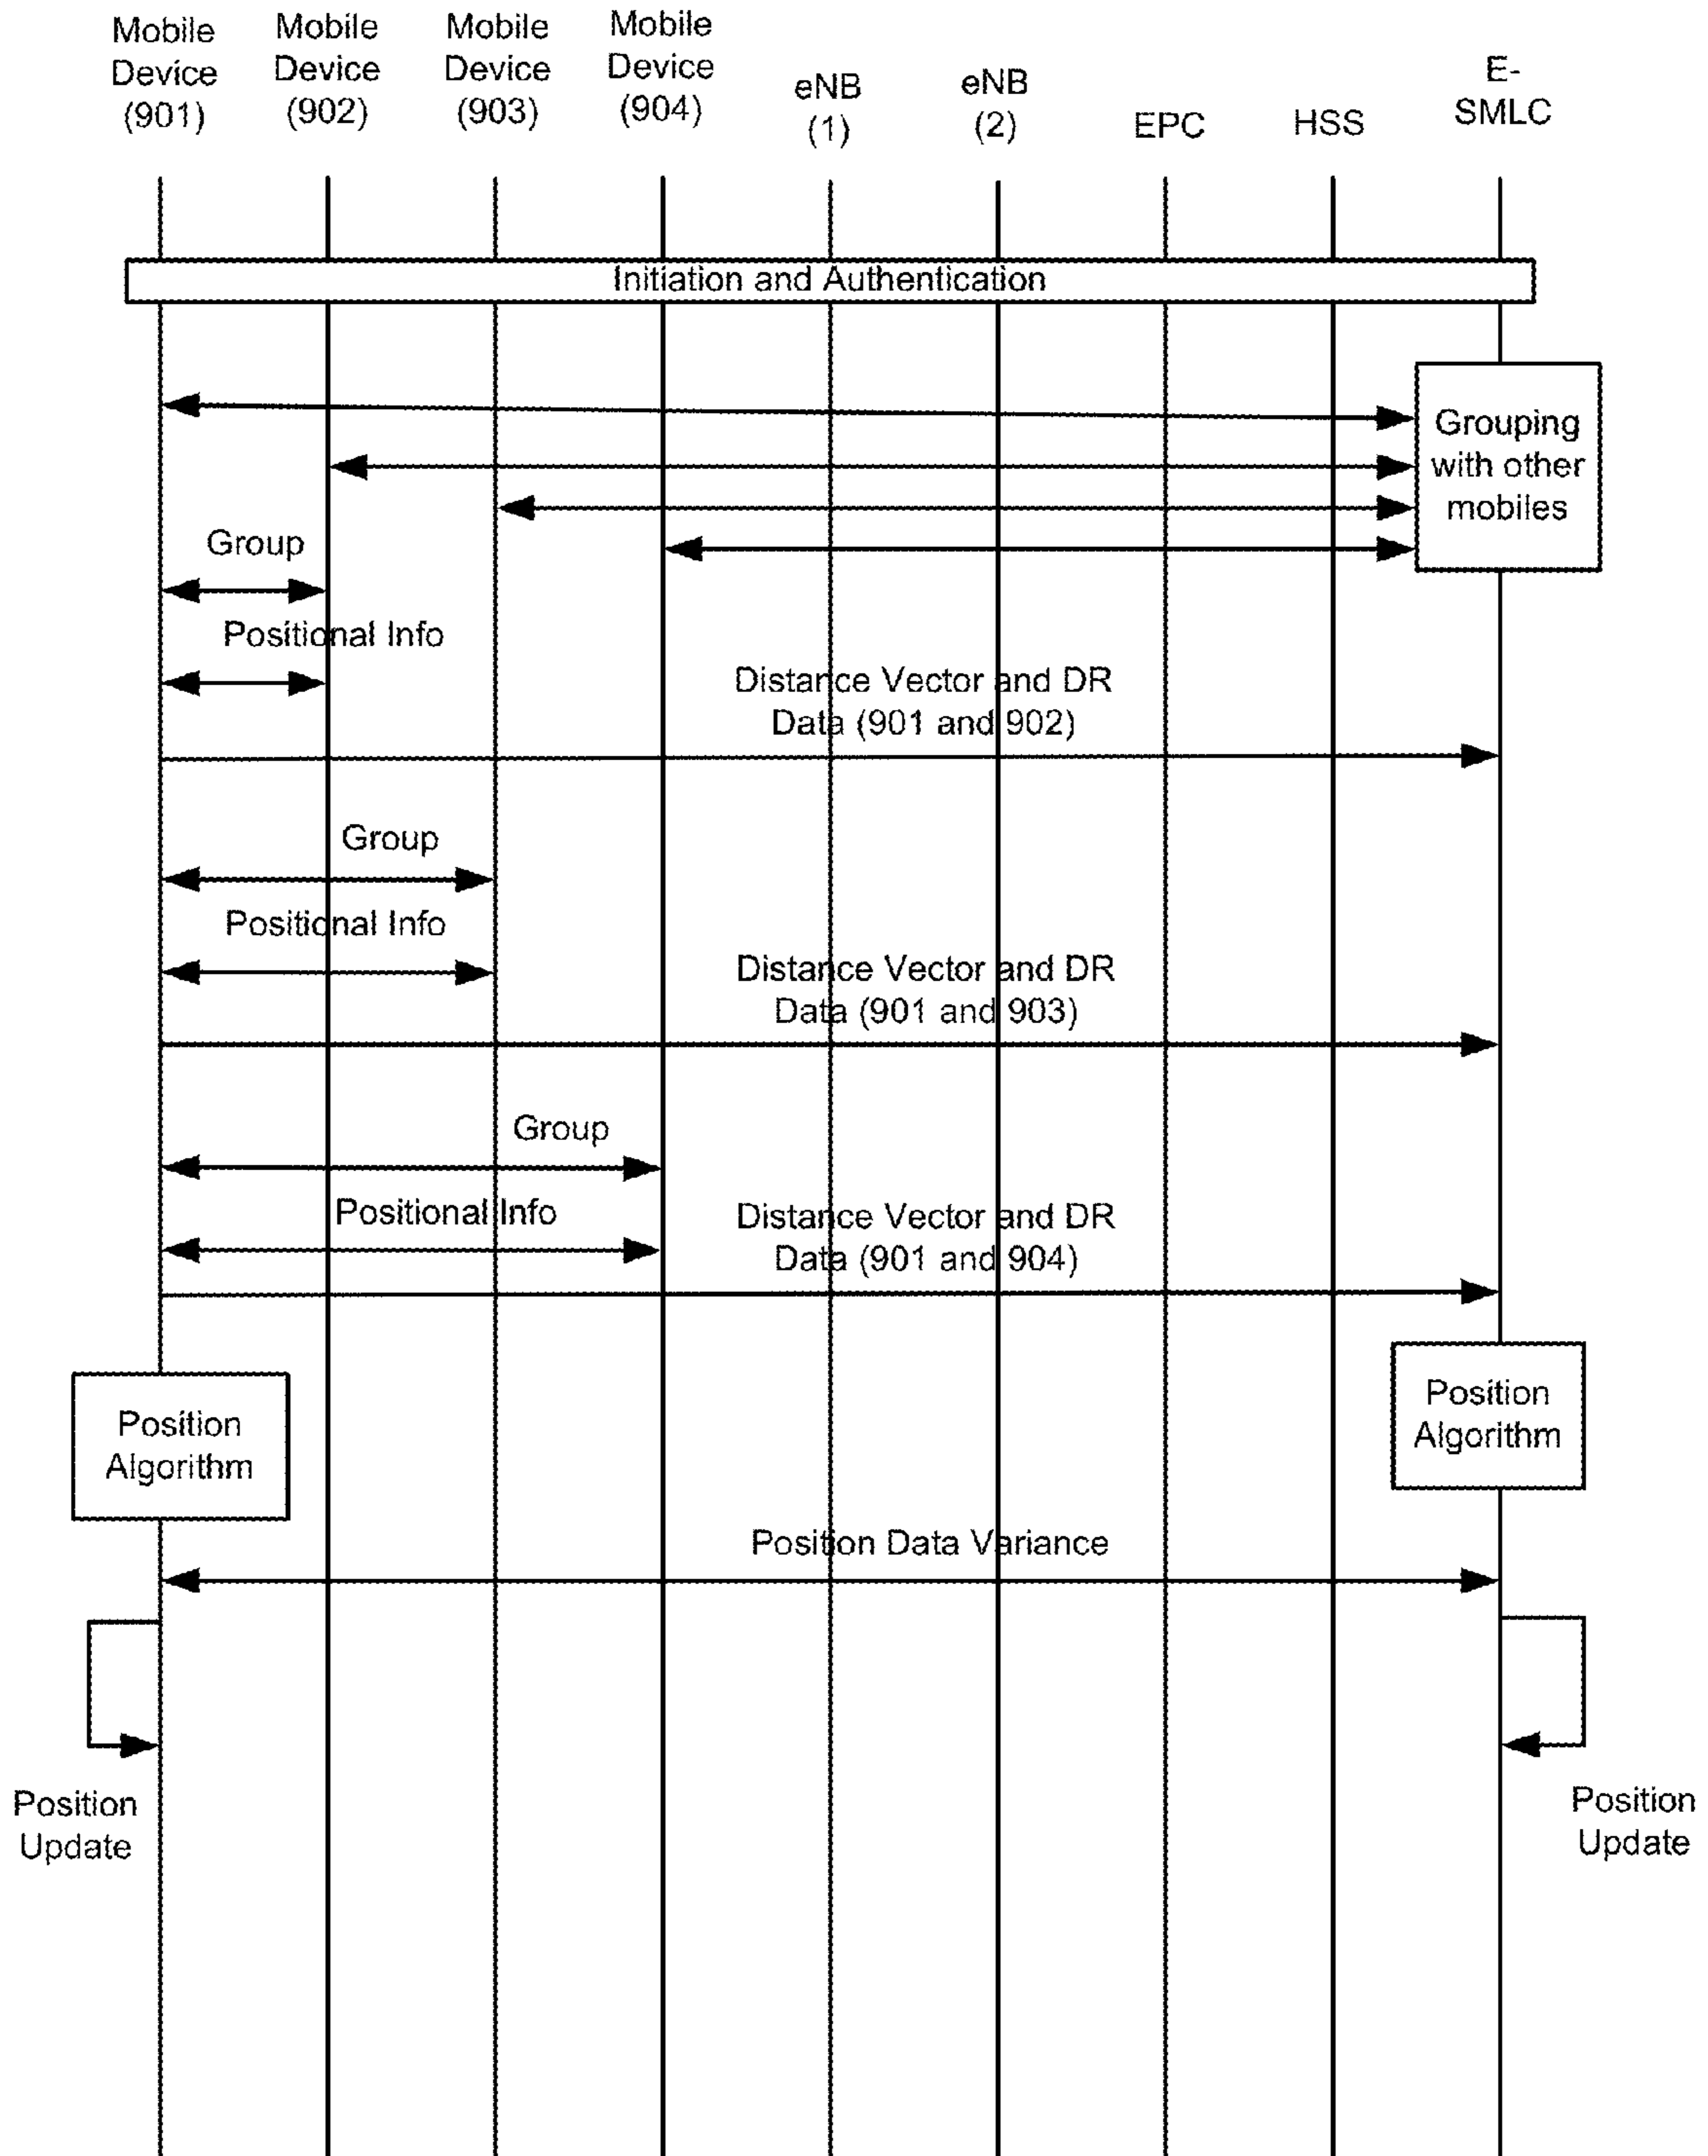 Mobile
Device
(901)
Mobile
Device
(902)
Mobile
Device
(903)
Mobile
Device
(904)
eNB
(1)
eNB
(2)
EPC
HSS
E-
SMLC
Initiation and Authentication
Grouping
with other
mobiles
Group
Positional Info
Distance Vector and DR
Data (901 and 902)
Group
Positional Info
Distance Vector and DR
Data (901 and 903)
Group
Positional Info
Distance Vector and DR
Data (901 and 904)
Position
Algorithm
Position
Algorithm
Position Data Variance
Position
Update
Position
Update